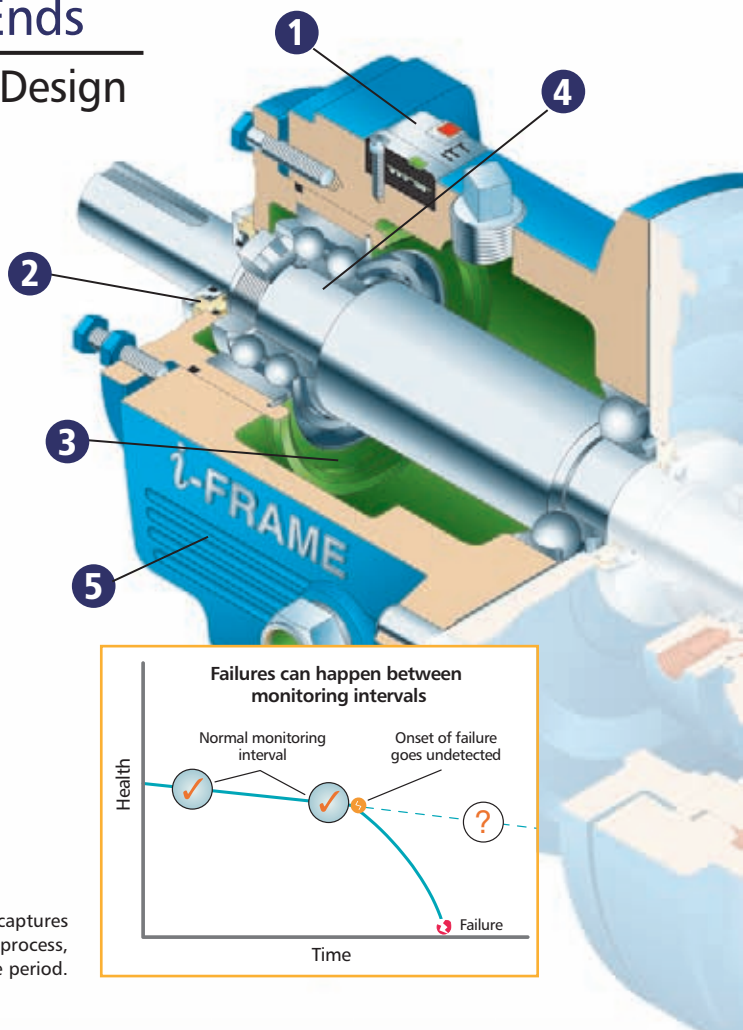 Ends
Design
1
4
ITT
2
3
i-FRAME
5
Failures can happen between
monitoring intervals
Normal monitoring
interval
Onset of failure
goes undetected
Health
?
Failure
Time
captures
process,
period.